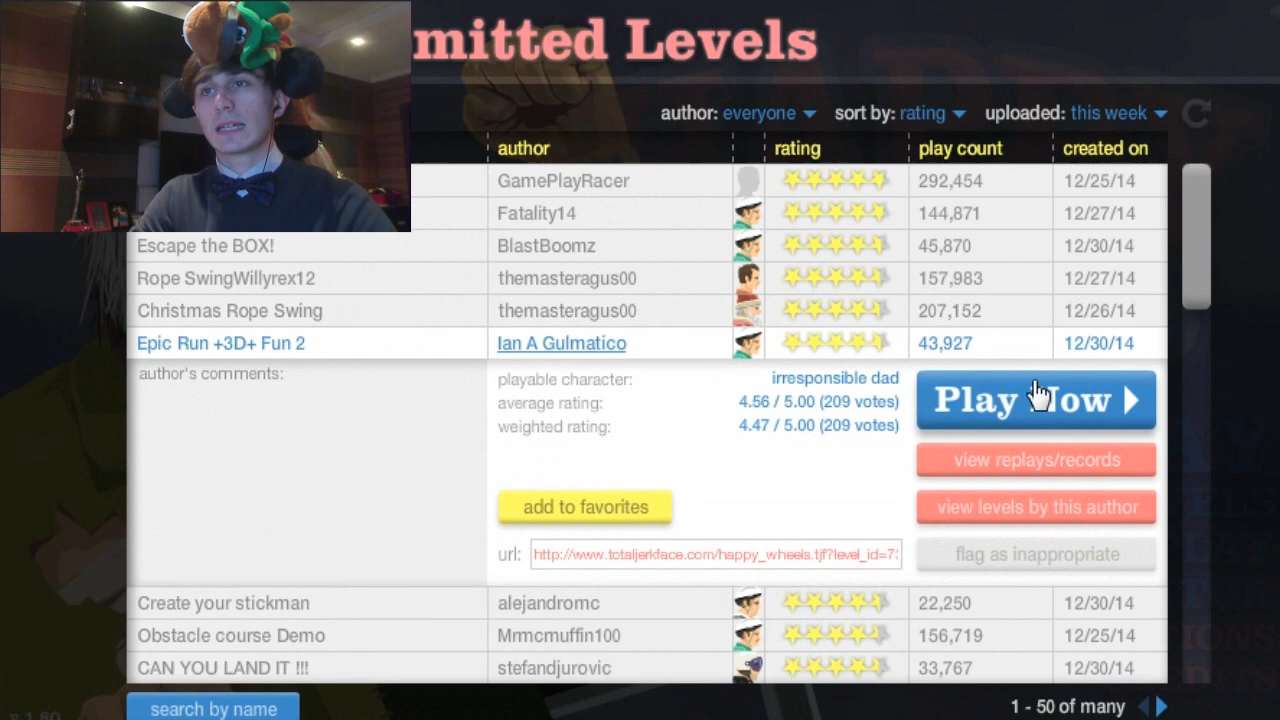 mitted Levels
author: everyone sort by: rating uploaded: this week
author rating play count created on
GamePlayRacer 292,454 12/25/14
Fatality14 144,871 12/27/14
Escape the BOX! BlastBoomz 45,870 12/30/14
Rope SwingWillyrex12 themasteragus00 157,983 12/27/14
Christmas Rope Swing themasteragus00 207,152 12/26/14
Epic Run +3D+ Fun 2 Ian A Gulmatico 43,927 12/30/14
author's comments:
playable character: irresponsible dad
average rating: 4.56 / 5.00 (209 votes)
weighted rating: 4.47 / 5.00 (209 votes)
Play Now
view replays/records
add to favorites
view levels by this author
url: http://www.totaljerkface.com/happy_wheels.tjf?level_id=7
flag as inappropriate
Create your stickman alejandromc 22,250 12/30/14
Obstacle course Demo Mrmcmuffin100 156,719 12/25/14
CAN YOU LAND IT !!! stefandjurovic 33,767 12/30/14
search by name
1 - 50 of many